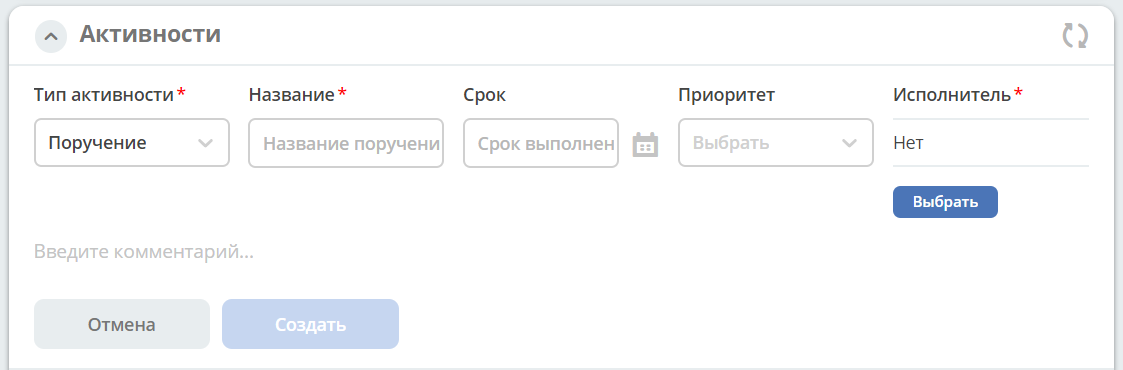 Активности
Тип активности* Название* Срок Приоритет Исполнитель*
Поручение Название поручени Срок выполнен Выбрать Нет
Выбрать
Введите комментарий...
Отмена Создать